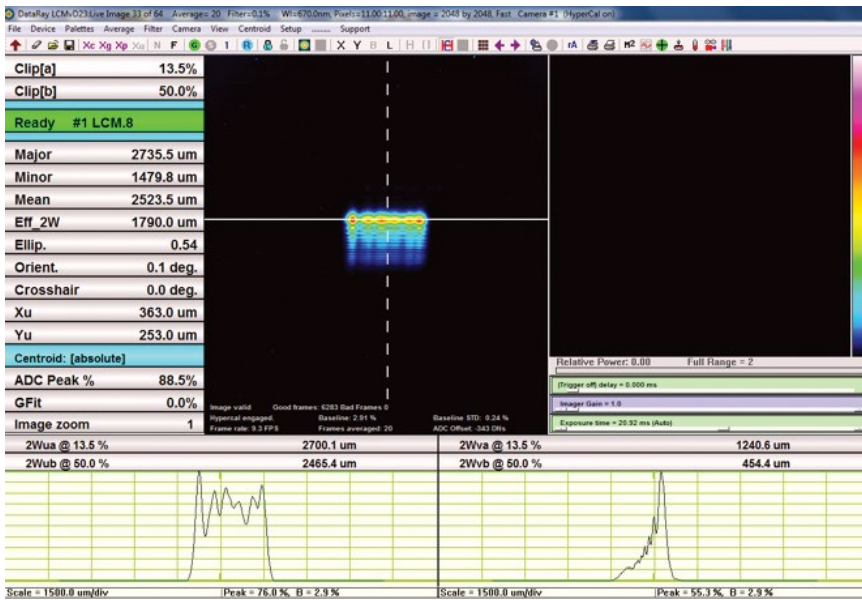 DataRay LCMvD23:Live Image 33 of 64 Average= 20 Filter=0.1% Wl=670.0nm, Pixels=11.00:11.00, image = 2048 by 2048, Fast Camera #1 (HyperCal on)
File Device Palettes Average Filter Camera View Centroid Setup ....... Support
Xc Xg Xp Xu N F G 1 R X Y B L H rA M²
Clip[a] 13.5%
Clip[b] 50.0%
Ready #1 LCM.8
Major 2735.5 um
Minor 1479.8 um
Mean 2523.5 um
Eff_2W 1790.0 um
Ellip. 0.54
Orient. 0.1 deg.
Crosshair 0.0 deg.
Xu 363.0 um
Yu 253.0 um
Centroid: [absolute]
ADC Peak % 88.5%
GFit 0.0%
Image zoom 1
Image valid Good frames: 6283 Bad Frames 0
Hypercal engaged. Baseline: 2.91 % Baseline STD: 0.24 %
Frame rate: 9.3 FPS Frames averaged: 20 ADC Offset: -343 DNs
Relative Power: 0.00 Full Range = 2
[Trigger off] delay = 0.000 ms
Imager Gain = 1.0
Exposure time = 20.92 ms (Auto)
2Wua @ 13.5 % 2700.1 um
2Wub @ 50.0 % 2465.4 um
2Wva @ 13.5 % 1240.6 um
2Wvb @ 50.0 % 454.4 um
Scale = 1500.0 um/div Peak = 76.0 %, B = 2.9 %
Scale = 1500.0 um/div Peak = 55.3 %, B = 2.9 %